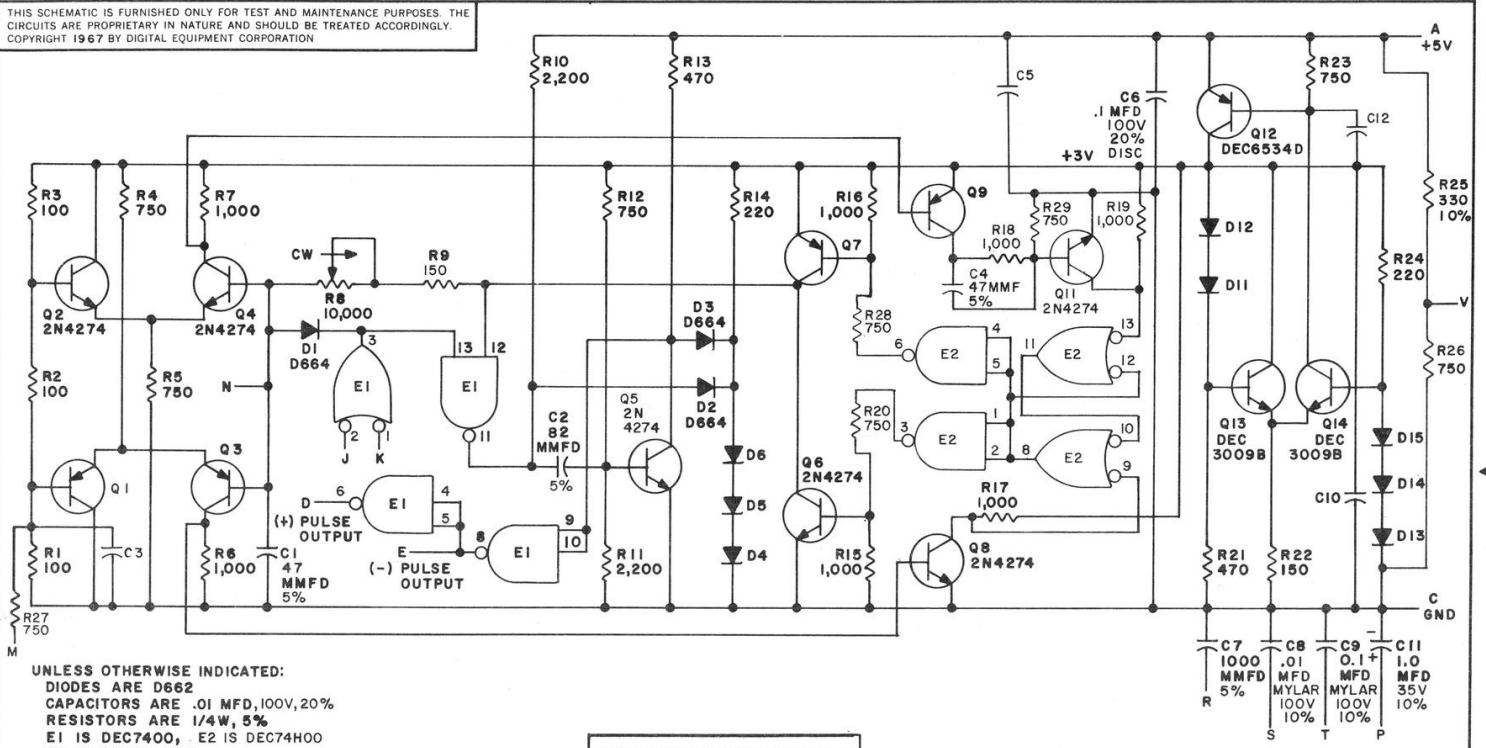 THIS SCHEMATIC IS FURNISHED ONLY FOR TEST AND MAINTENANCE PURPOSES. THE
CIRCUITS ARE PROPRIETARY IN NATURE AND SHOULD BE TREATED ACCORDINGLY.
COPYRIGHT 1967 BY DIGITAL EQUIPMENT CORPORATION
A
+5V
R10
2,200
R13
470
C5
C6
.1 MFD
100V
20%
DISC
R23
750
Q12
DEC6534D
C12
+3V
R3
100
R4
750
R7
1,000
R12
750
R14
220
R16
1,000
Q9
R29
750
R19
1,000
R25
330
10%
CW
R9
150
R8
10,000
Q7
R18
1,000
C4
47MMF
5%
Q11
2N4274
D12
D11
R24
220
V
Q2
2N4274
Q4
2N4274
D1
D664
3
E1
2
1
J
K
13
12
E1
11
D3
D664
D2
D664
R28
750
6
E2
4
5
11
E2
13
12
R26
750
R2
100
R5
750
N
C2
82
MMFD
5%
Q5
2N
4274
R20
750
3
E2
1
2
8
E2
10
9
Q13
DEC
3009B
Q14
DEC
3009B
D15
D14
D13
Q1
Q3
D6
D5
D4
Q6
2N4274
R17
1,000
C10
D
6
E1
4
5
(+) PULSE
OUTPUT
8
E1
9
10
E
(-) PULSE
OUTPUT
R1
100
C3
R6
1,000
C1
47
MMFD
5%
R11
2,200
R15
1,000
Q8
2N4274
R21
470
R22
150
C
GND
R27
750
M
C7
1000
MMFD
5%
R
C8
.01
MFD
MYLAR
100V
10%
S
C9
0.1
MFD
MYLAR
100V
10%
T
-
+
C11
1.0
MFD
35V
10%
P
UNLESS OTHERWISE INDICATED:
DIODES ARE D662
CAPACITORS ARE .01 MFD, 100V, 20%
RESISTORS ARE 1/4W, 5%
E1 IS DEC7400, E2 IS DEC74H00